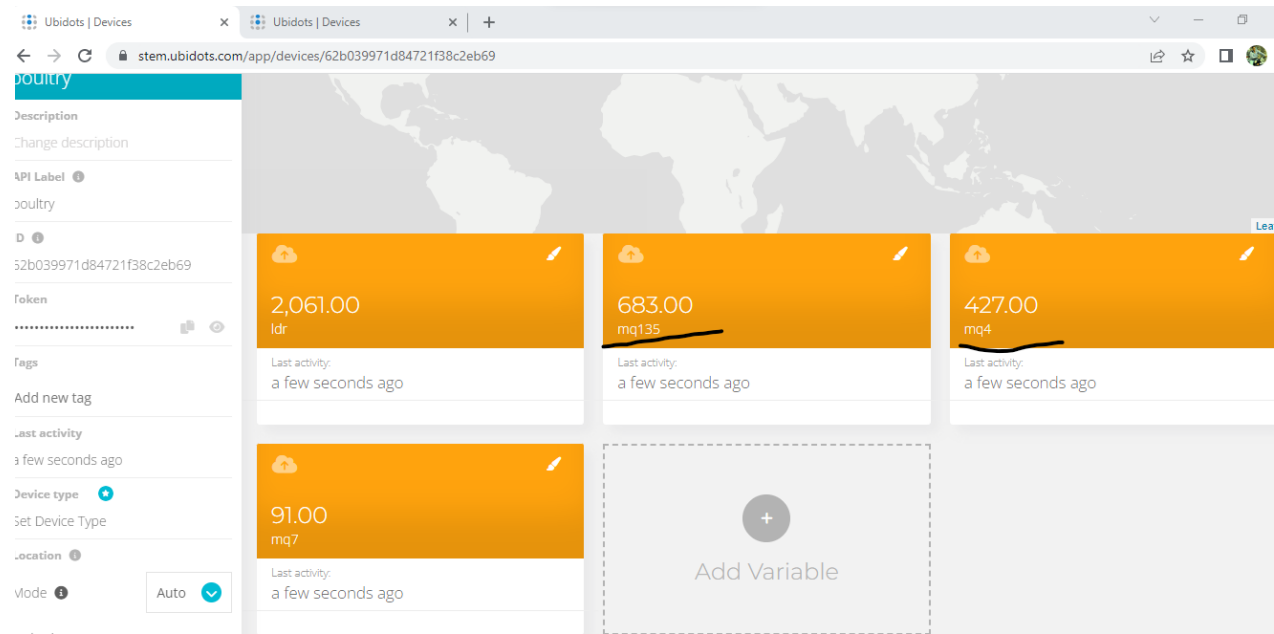 Ubidots | Devices
Ubidots | Devices
stem.ubidots.com/app/devices/62b039971d84721f38c2eb69
poultry
Description
Change description
API Label
poultry
ID
62b039971d84721f38c2eb69
Token
Tags
Add new tag
Last activity
a few seconds ago
Device type
Set Device Type
Location
Mode
Auto
Lea
2,061.00
ldr
Last activity:
a few seconds ago
683.00
mq135
Last activity:
a few seconds ago
427.00
mq4
Last activity:
a few seconds ago
91.00
mq7
Last activity:
a few seconds ago
Add Variable